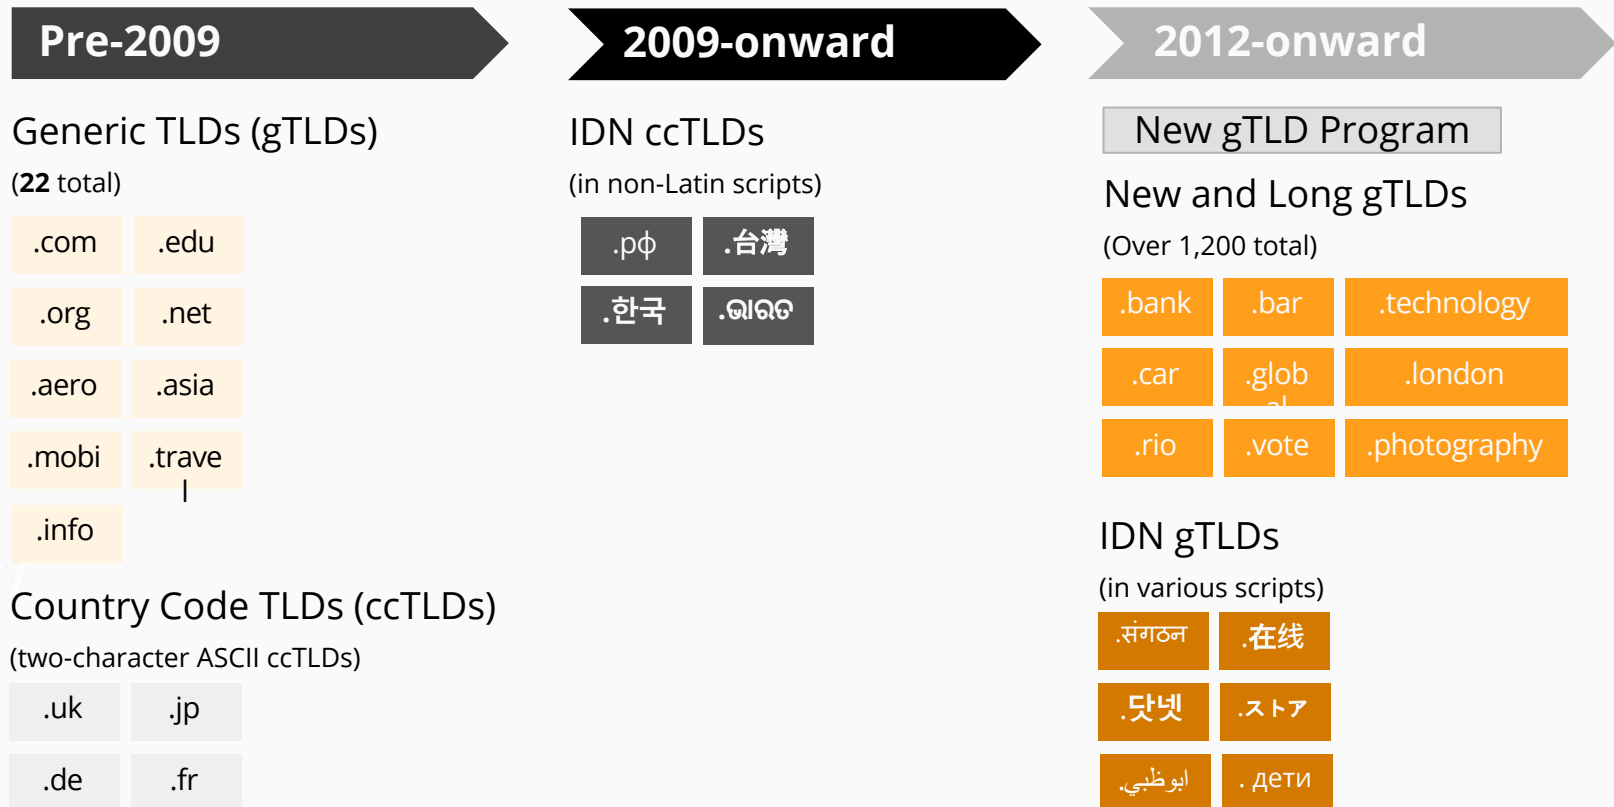 Pre-2009
Generic TLDs (gTLDs)
(22 total)
.com .edu
.org .net
.aero .asia
.mobi .trave
l
.info
Country Code TLDs (ccTLDs)
(two-character ASCII ccTLDs)
.uk .jp
.de .fr
2009-onward
IDN ccTLDs
(in non-Latin scripts)
.рф .台灣
.한국 .ଭାରତ
2012-onward
New gTLD Program
New and Long gTLDs
(Over 1,200 total)
.bank .bar .technology
.car .glob .london
al
.rio .vote .photography
IDN gTLDs
(in various scripts)
.संगठन .在线
.닷넷 .ストア
.ابوظبي . дети